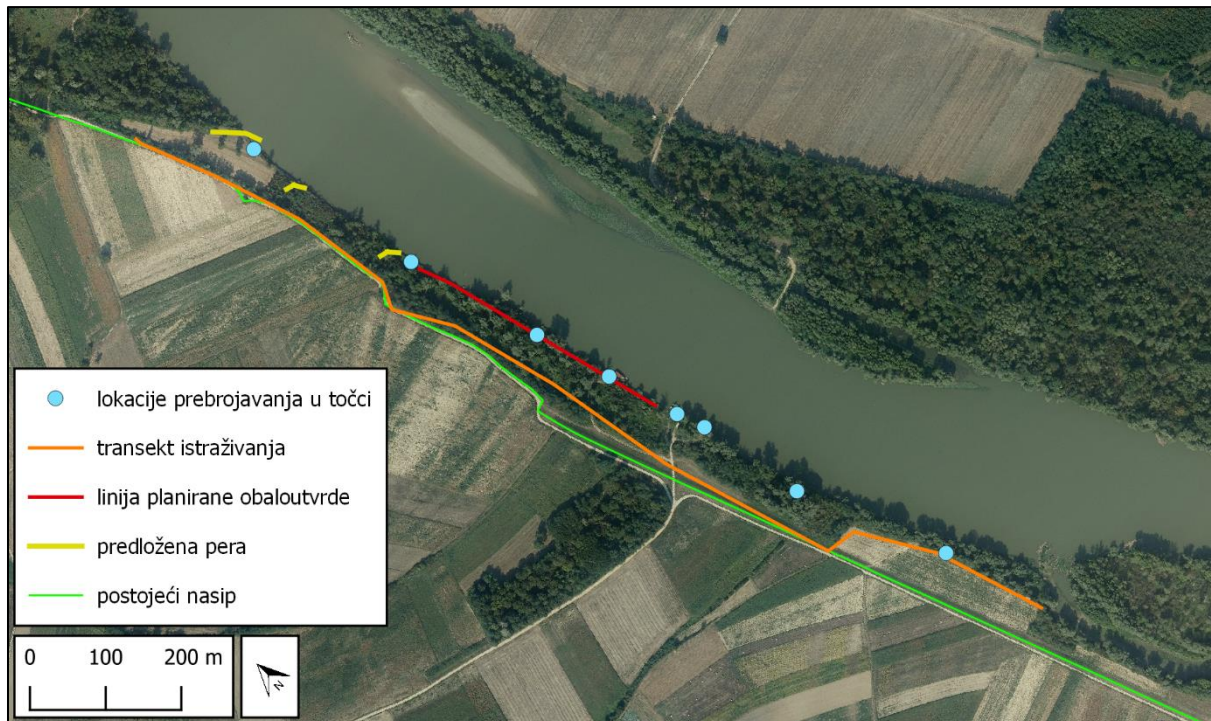 lokacije prebrojavanja u točci
transekt istraživanja
linija planirane obaloutvrde
predložena pera
postojeći nasip
0 100 200 m
N